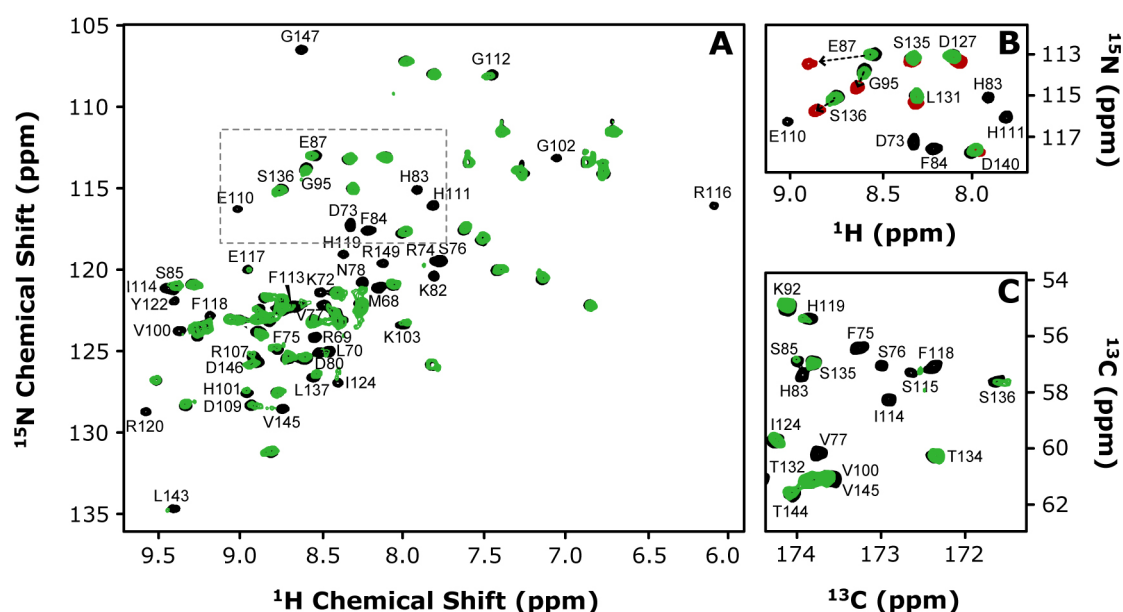 A
105
110
115
120
125
130
135
¹⁵N Chemical Shift (ppm)
9.5
9.0
8.5
8.0
7.5
7.0
6.5
6.0
¹H Chemical Shift (ppm)
G147
G112
G102
E87
S136
G95
H83
E110
H111
R116
D73
F84
H119
R74
S76
E117
R149
S85
N78
K82
I114
F113
K72
M68
Y122
F118
V77
V100
K103
R69
F75
L70
R107
D80
D146
H101
L137
I124
D109
R120
V145
L143
B
E87
S135
D127
G95
H83
L131
S136
E110
H111
D73
F84
D140
113
115
117
¹⁵N (ppm)
9.0
8.5
8.0
¹H (ppm)
C
K92
H119
F75
S85
S76
F118
S135
H83
S115
S136
I114
I124
V77
T134
T132
V100
V145
T144
54
56
58
60
62
¹³C (ppm)
174
173
172
¹³C (ppm)